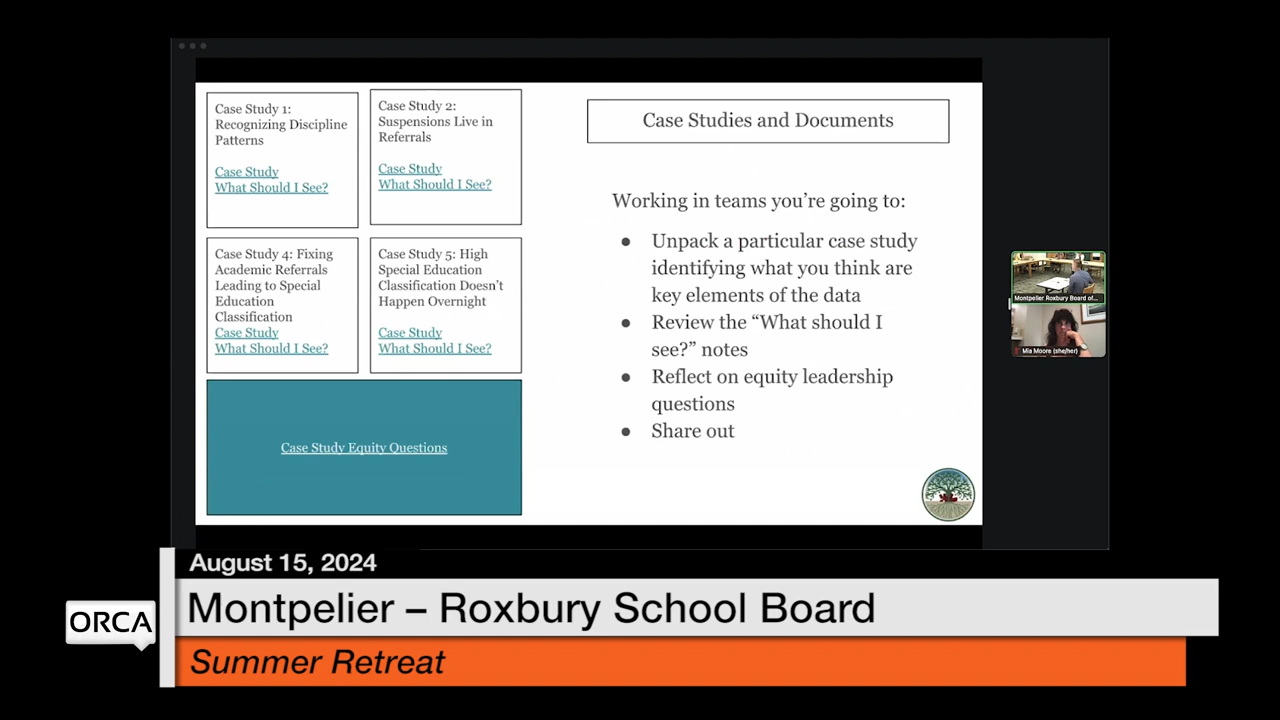 Case Study 1:
Recognizing Discipline
Patterns
Case Study
What Should I See?
Case Study 2:
Suspensions Live in
Referrals
Case Study
What Should I See?
Case Study 4: Fixing
Academic Referrals
Leading to Special
Education
Classification
Case Study
What Should I See?
Case Study 5: High
Special Education
Classification Doesn't
Happen Overnight
Case Study
What Should I See?
Case Study Equity Questions
Case Studies and Documents
Working in teams you're going to:
● Unpack a particular case study
identifying what you think are
key elements of the data
● Review the “What should I
see?” notes
● Reflect on equity leadership
questions
● Share out
Montpelier Roxbury Board of...
Mia Moore (she/her)
August 15, 2024
ORCA
Montpelier – Roxbury School Board
Summer Retreat